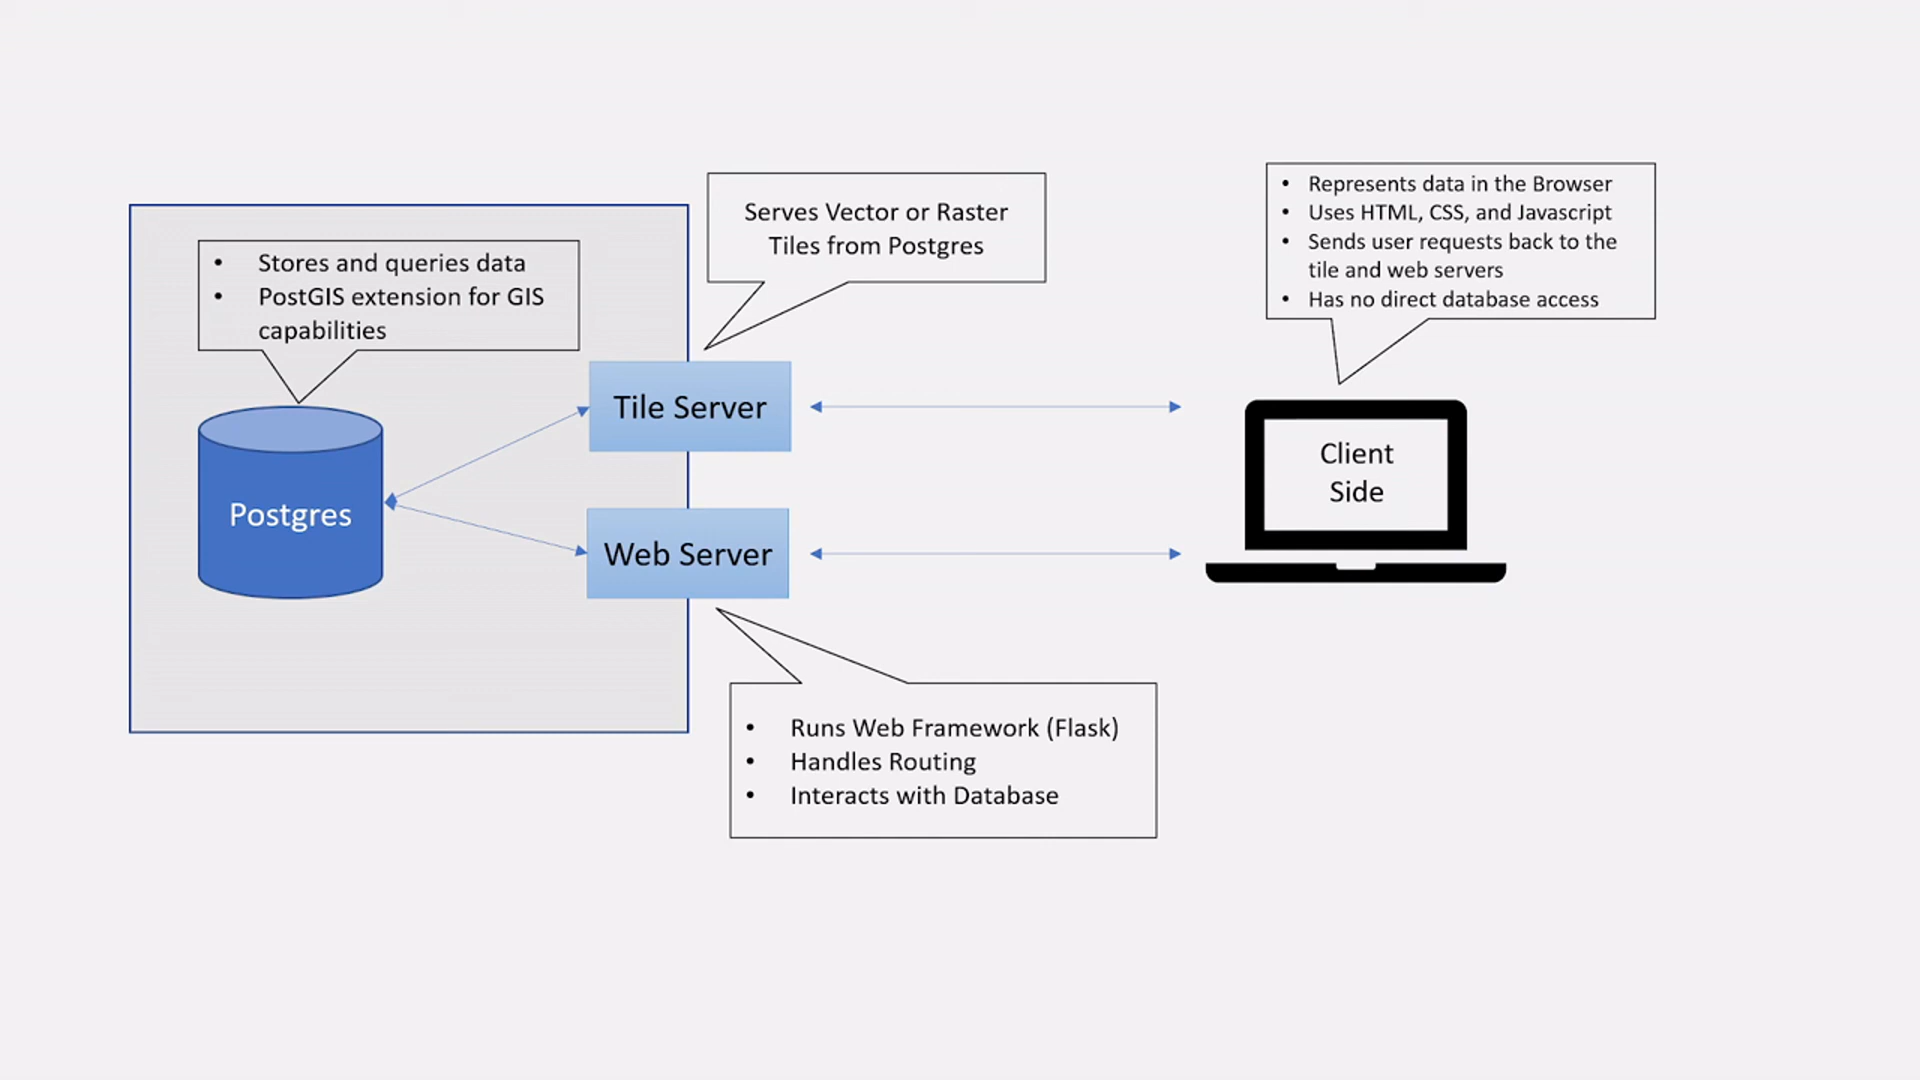 Serves Vector or Raster
Tiles from Postgres
• Represents data in the Browser
• Uses HTML, CSS, and Javascript
• Sends user requests back to the
tile and web servers
• Has no direct database access
• Stores and queries data
• PostGIS extension for GIS
capabilities
Tile Server
Postgres
Web Server
Client
Side
• Runs Web Framework (Flask)
• Handles Routing
• Interacts with Database